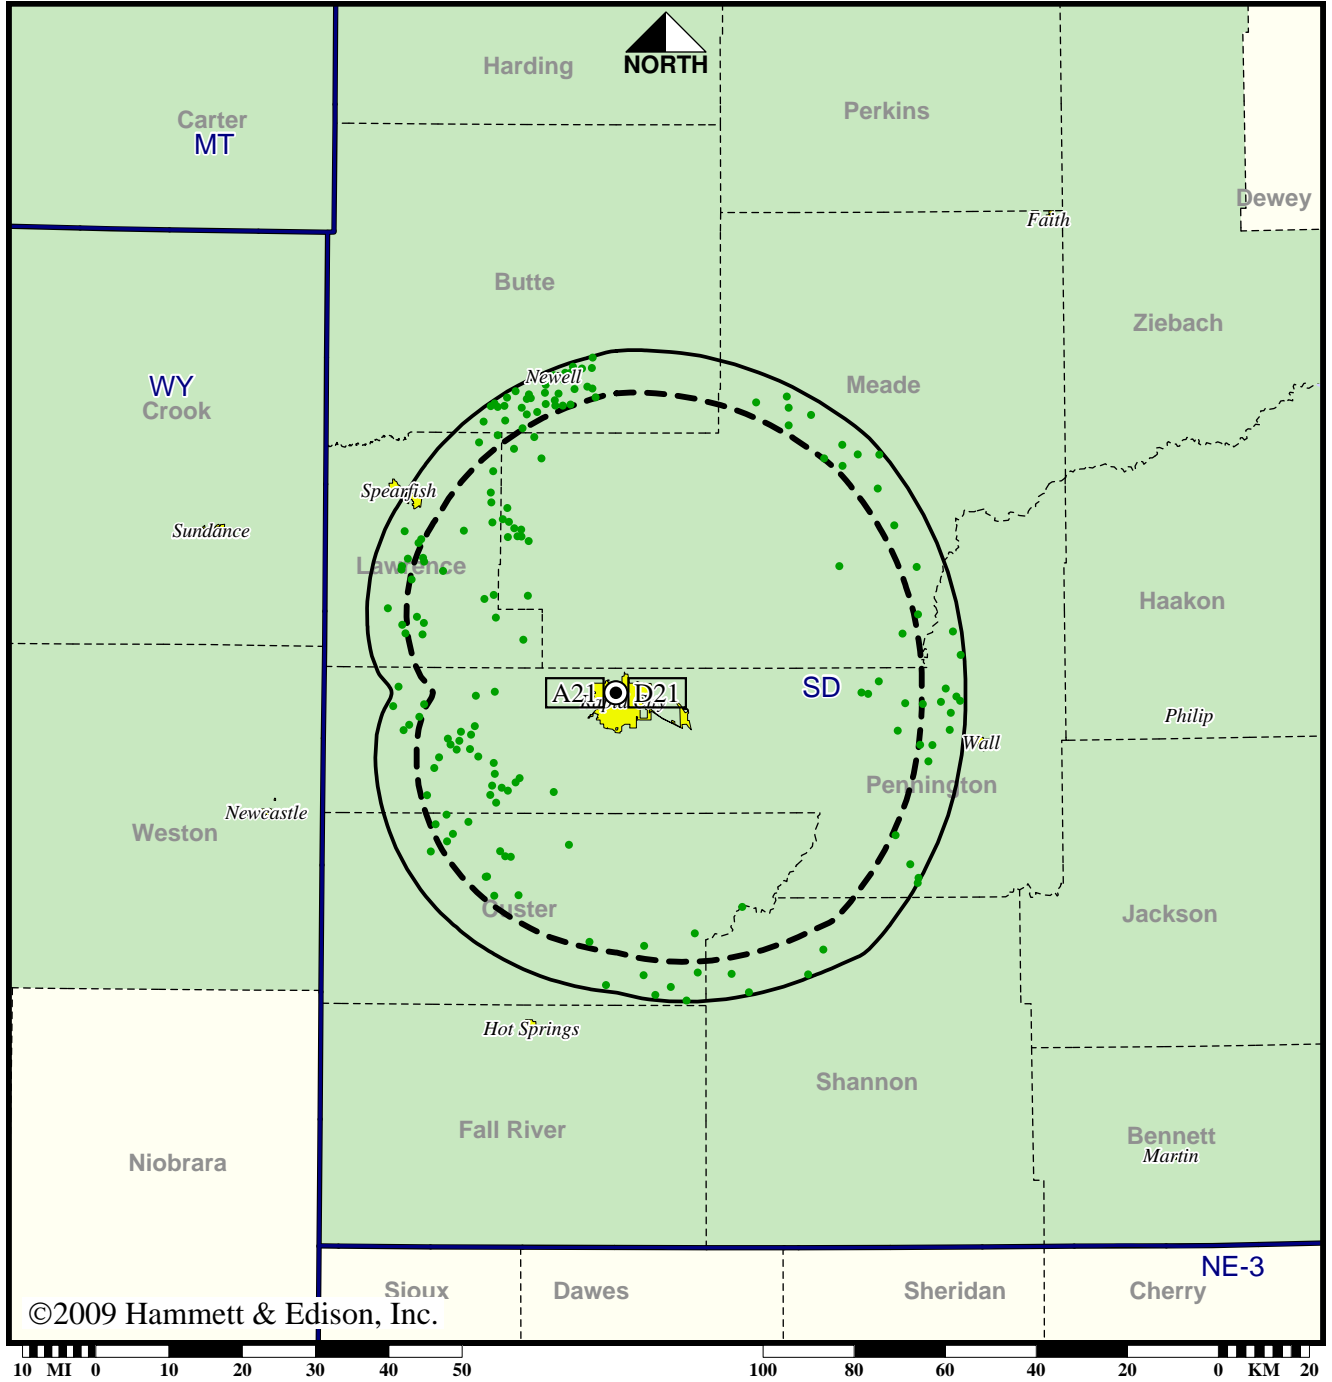 Harding
NORTH
Perkins
Carter
MT
Dewey
Faith
Butte
Ziebach
WY
Crook
Newell
Meade
Spearfish
Sundance
Lawrence
Haakon
A21 D21
SD
Philip
Wall
Pennington
Newcastle
Weston
Custer
Jackson
Hot Springs
Shannon
Fall River
Bennett
Martin
Niobrara
NE-3
Sioux
Dawes
Sheridan
Cherry
©2009 Hammett & Edison, Inc.
10 MI 0 10 20 30 40 50 100 80 60 40 20 0 KM 20